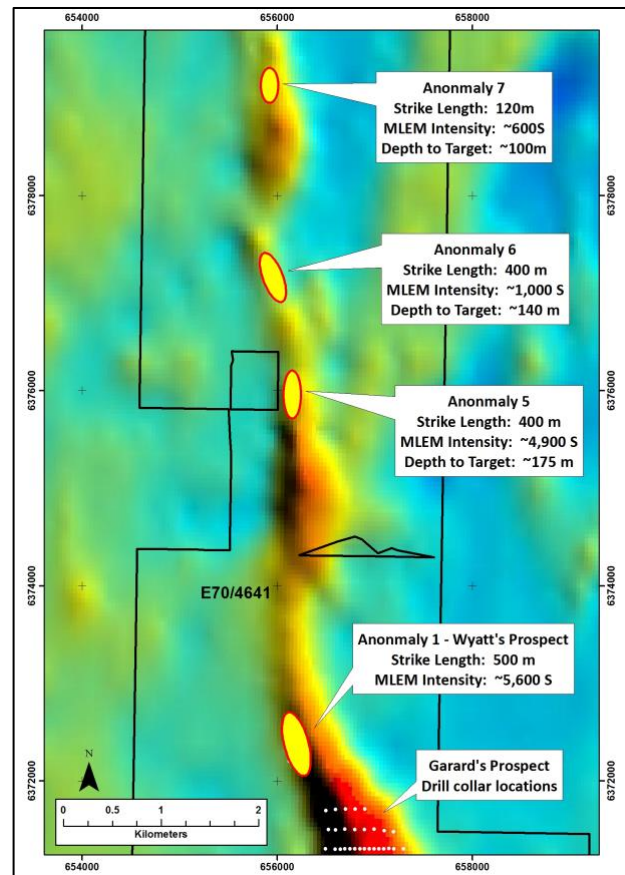 654000
656000
658000
Anonmaly 7
Strike Length: 120m
MLEM Intensity: ~600S
Depth to Target: ~100m
6378000
6378000
Anonmaly 6
Strike Length: 400 m
MLEM Intensity: ~1,000 S
Depth to Target: ~140 m
6376000
6376000
Anonmaly 5
Strike Length: 400 m
MLEM Intensity: ~4,900 S
Depth to Target: ~175 m
6374000
6374000
E70/4641
Anonmaly 1 - Wyatt's Prospect
Strike Length: 500 m
MLEM Intensity: ~5,600 S
Garard's Prospect
Drill collar locations
6372000
6372000
N
0 0.5 1 2
Kilometers
654000
656000
658000